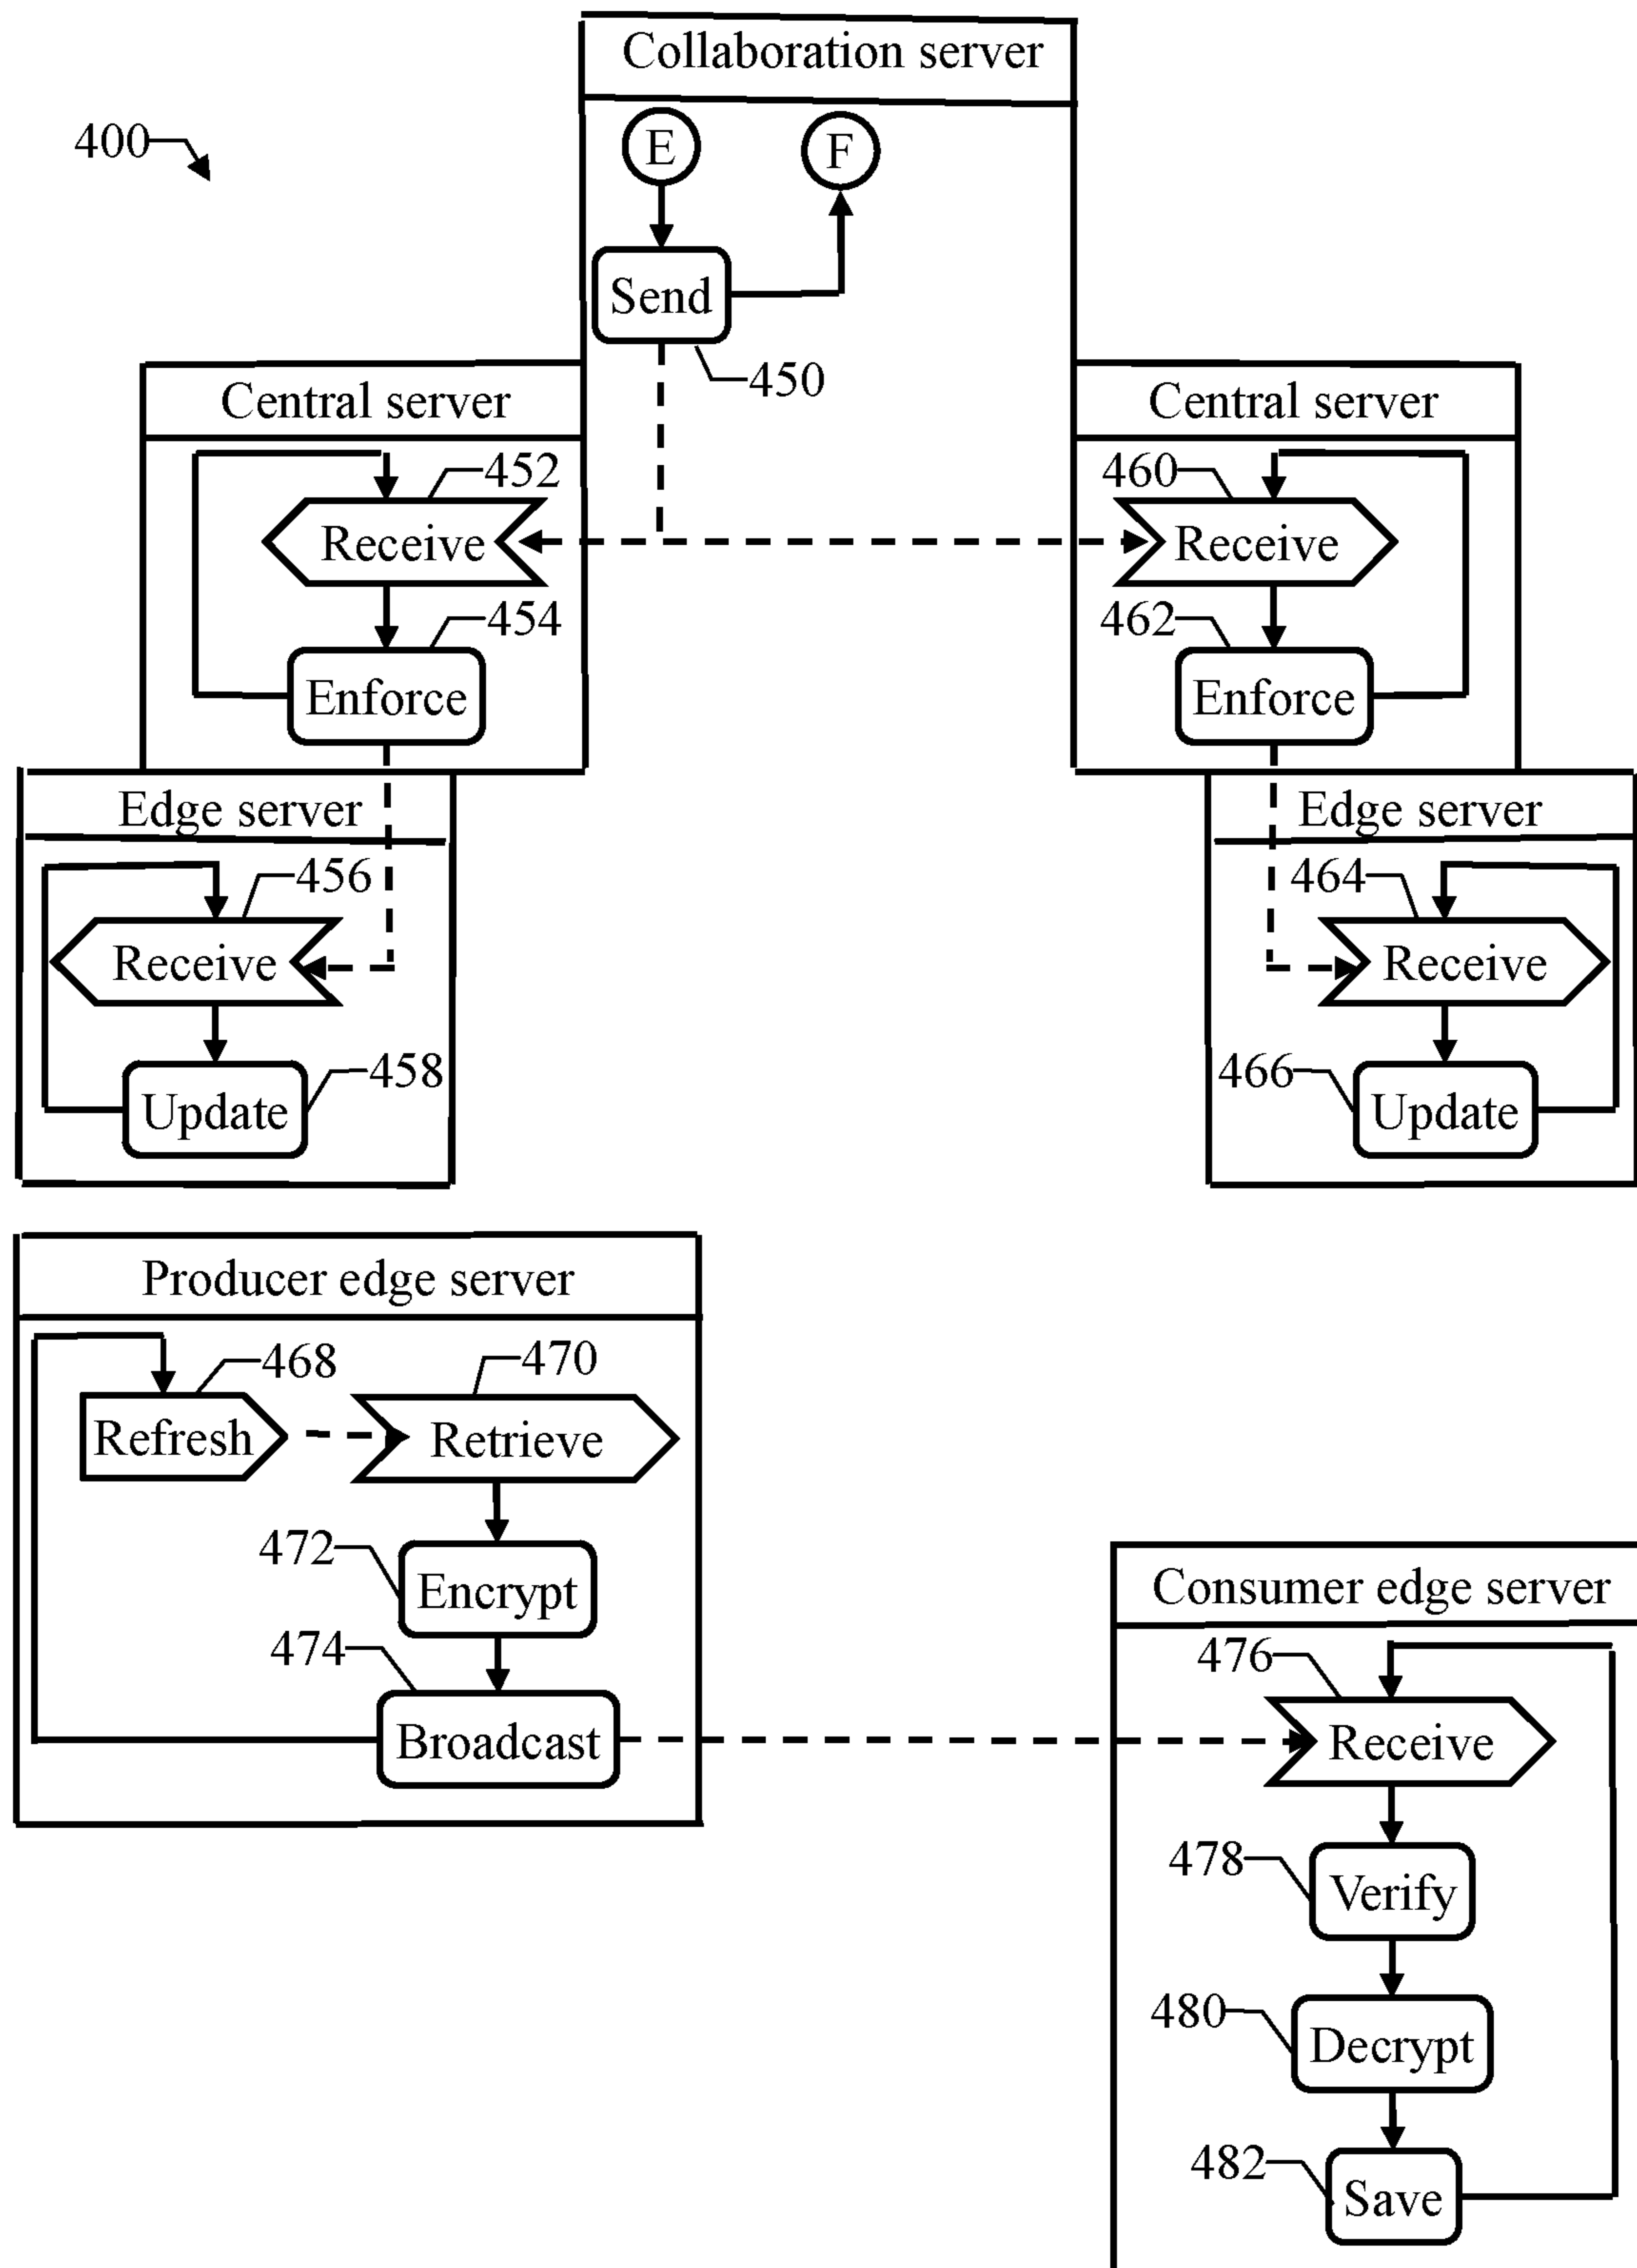 Collaboration server
400
E
F
Send
450
Central server
Central server
452
460
Receive
Receive
454
462
Enforce
Enforce
Edge server
Edge server
456
464
Receive
Receive
458
466
Update
Update
Producer edge server
468
470
Refresh
Retrieve
472
Encrypt
Consumer edge server
474
476
Broadcast
Receive
478
Verify
480
Decrypt
482
Save